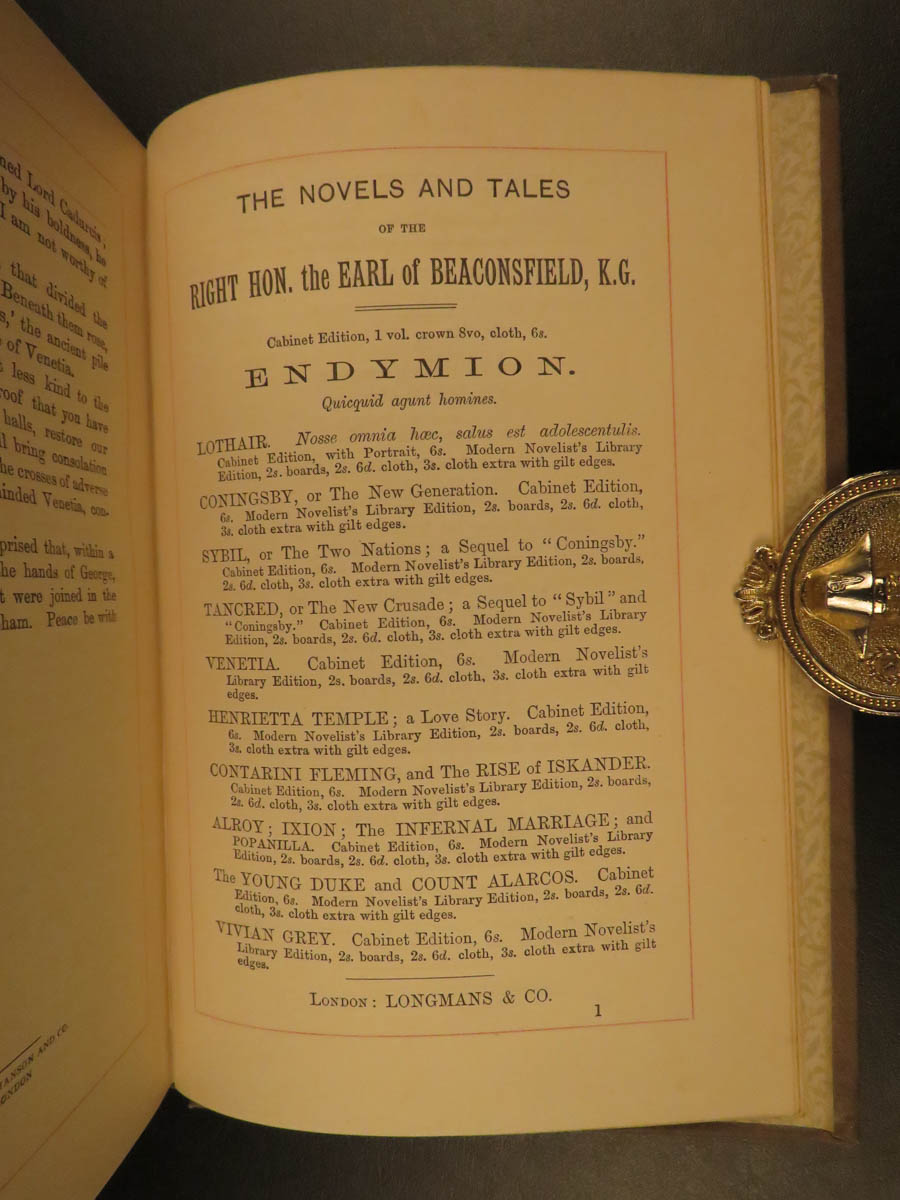 ned Lord Cadurcis,
by his boldness, he
I am not worthy of
that divided the
Beneath them rose,
s,' the ancient pile
of Venetia.
less kind to the
roof that you have
halls, restore our
ll bring consolation
he crosses of adverse
minded Venetia, con-
prised that, within a
he hands of George,
t were joined in the
ham. Peace be with
ANSON AND CO.
ONDON
THE NOVELS AND TALES
OF THE
RIGHT HON. the EARL of BEACONSFIELD, K.G.
Cabinet Edition, 1 vol. crown 8vo, cloth, 6s.
ENDYMION.
Quicquid agunt homines.
LOTHAIR. Nosse omnia hæc, salus est adolescentulis.
Cabinet Edition, with Portrait, 6s. Modern Novelist's Library
Edition, 2s. boards, 2s. 6d. cloth, 3s. cloth extra with gilt edges.
CONINGSBY, or The New Generation. Cabinet Edition,
6s. Modern Novelist's Library Edition, 2s. boards, 2s. 6d. cloth,
3s. cloth extra with gilt edges.
SYBIL, or The Two Nations; a Sequel to "Coningsby."
Cabinet Edition, 6s. Modern Novelist's Library Edition, 2s. boards,
2s. 6d. cloth, 3s. cloth extra with gilt edges.
TANCRED, or The New Crusade; a Sequel to "Sybil" and
"Coningsby." Cabinet Edition, 6s. Modern Novelist's Library
Edition, 2s. boards, 2s. 6d. cloth, 3s. cloth extra with gilt edges.
VENETIA. Cabinet Edition, 6s. Modern Novelist's
Library Edition, 2s. boards, 2s. 6d. cloth, 3s. cloth extra with gilt
edges.
HENRIETTA TEMPLE; a Love Story. Cabinet Edition,
6s. Modern Novelist's Library Edition, 2s. boards, 2s. 6d. cloth,
3s. cloth extra with gilt edges.
CONTARINI FLEMING, and The RISE of ISKANDER.
Cabinet Edition, 6s. Modern Novelist's Library Edition, 2s. boards,
2s. 6d. cloth, 3s. cloth extra with gilt edges.
ALROY; IXION; The INFERNAL MARRIAGE; and
POPANILLA. Cabinet Edition, 6s. Modern Novelist's Library
Edition, 2s. boards, 2s. 6d. cloth, 3s. cloth extra with gilt edges.
The YOUNG DUKE and COUNT ALARCOS. Cabinet
Edition, 6s. Modern Novelist's Library Edition, 2s. boards, 2s. 6d.
cloth, 3s. cloth extra with gilt edges.
VIVIAN GREY. Cabinet Edition, 6s. Modern Novelist's
Library Edition, 2s. boards, 2s. 6d. cloth, 3s. cloth extra with gilt
edges.
LONDON: LONGMANS & CO.
1